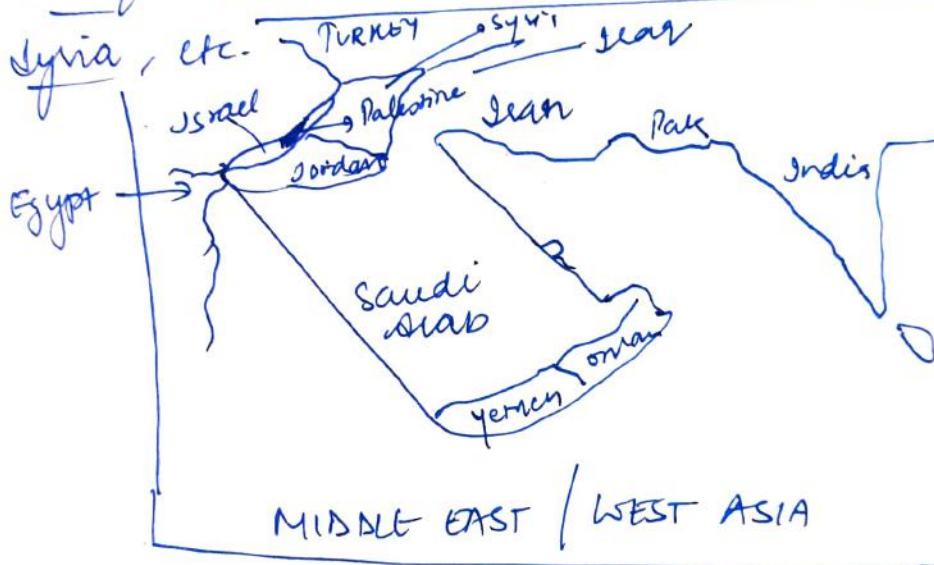 Syria, etc.
TURKEY
Syria
Iraq
Israel
Palestine
Iran
Pak
Jordan
India
Egypt
Saudi
Arab
Oman
Yemen
MIDDLE EAST / WEST ASIA